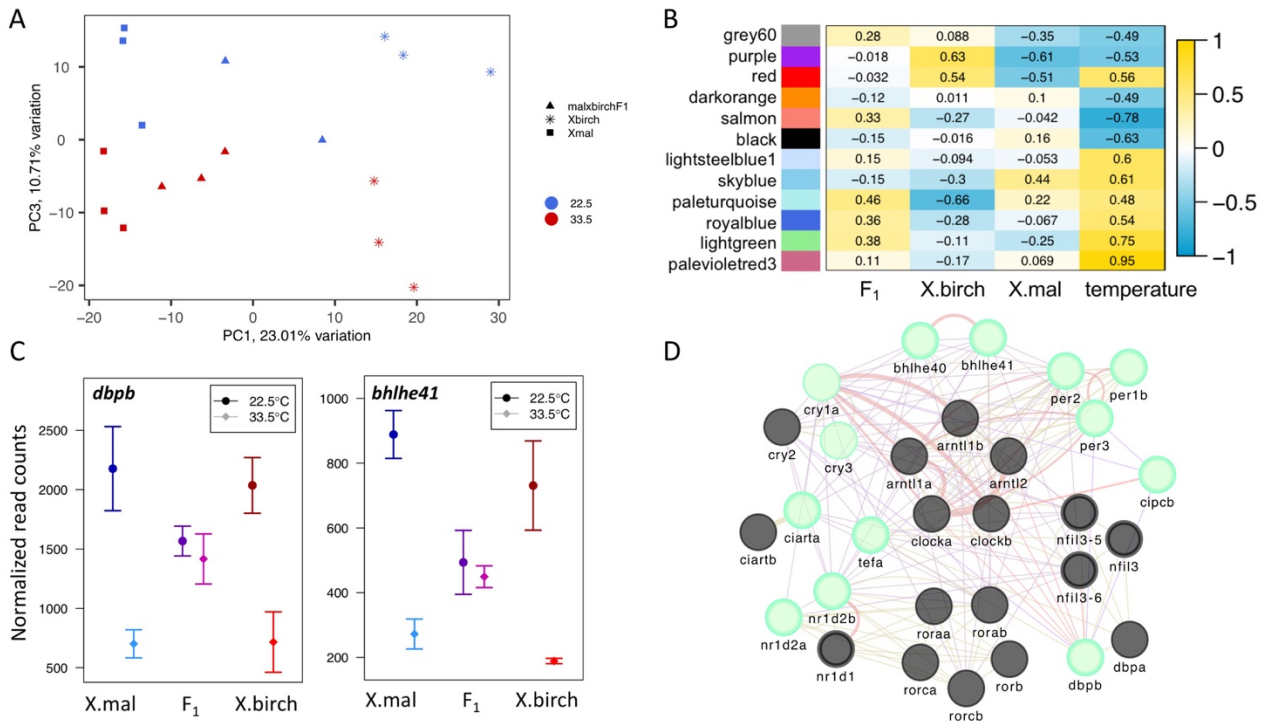 A
PC3, 10.71% variation
10
0
−10
−20
−20
−10
0
10
20
30
PC1, 23.01% variation
malxbirchF1
Xbirch
Xmal
22.5
33.5
B
grey60 0.28 0.088 −0.35 −0.49
purple −0.018 0.63 −0.61 −0.53
red −0.032 0.54 −0.51 0.56
darkorange −0.12 0.011 0.1 −0.49
salmon 0.33 −0.27 −0.042 −0.78
black −0.15 −0.016 0.16 −0.63
lightsteelblue1 0.15 −0.094 −0.053 0.6
skyblue −0.15 −0.3 0.44 0.61
paleturquoise 0.46 −0.66 0.22 0.48
royalblue 0.36 −0.28 −0.067 0.54
lightgreen 0.38 −0.11 −0.25 0.75
palevioletred3 0.11 −0.17 0.069 0.95
F1 X.birch X.mal temperature
1
0.5
0
−0.5
−1
C
Normalized read counts
dbpb
22.5°C
33.5°C
2500
2000
1500
1000
500
X.mal F1 X.birch
bhlhe41
22.5°C
33.5°C
1000
800
600
400
200
X.mal F1 X.birch
D
bhlhe40
bhlhe41
per2
per1b
cry1a
arntl1b
per3
cry2
cry3
arntl1a
arntl2
cipcb
ciarta
clocka
clockb
nfil3-5
nfil3
ciartb
tefa
nfil3-6
nr1d2b
nr1d2a
roraa
rorab
nr1d1
rorca
rorb
dbpa
dbpb
rorcb